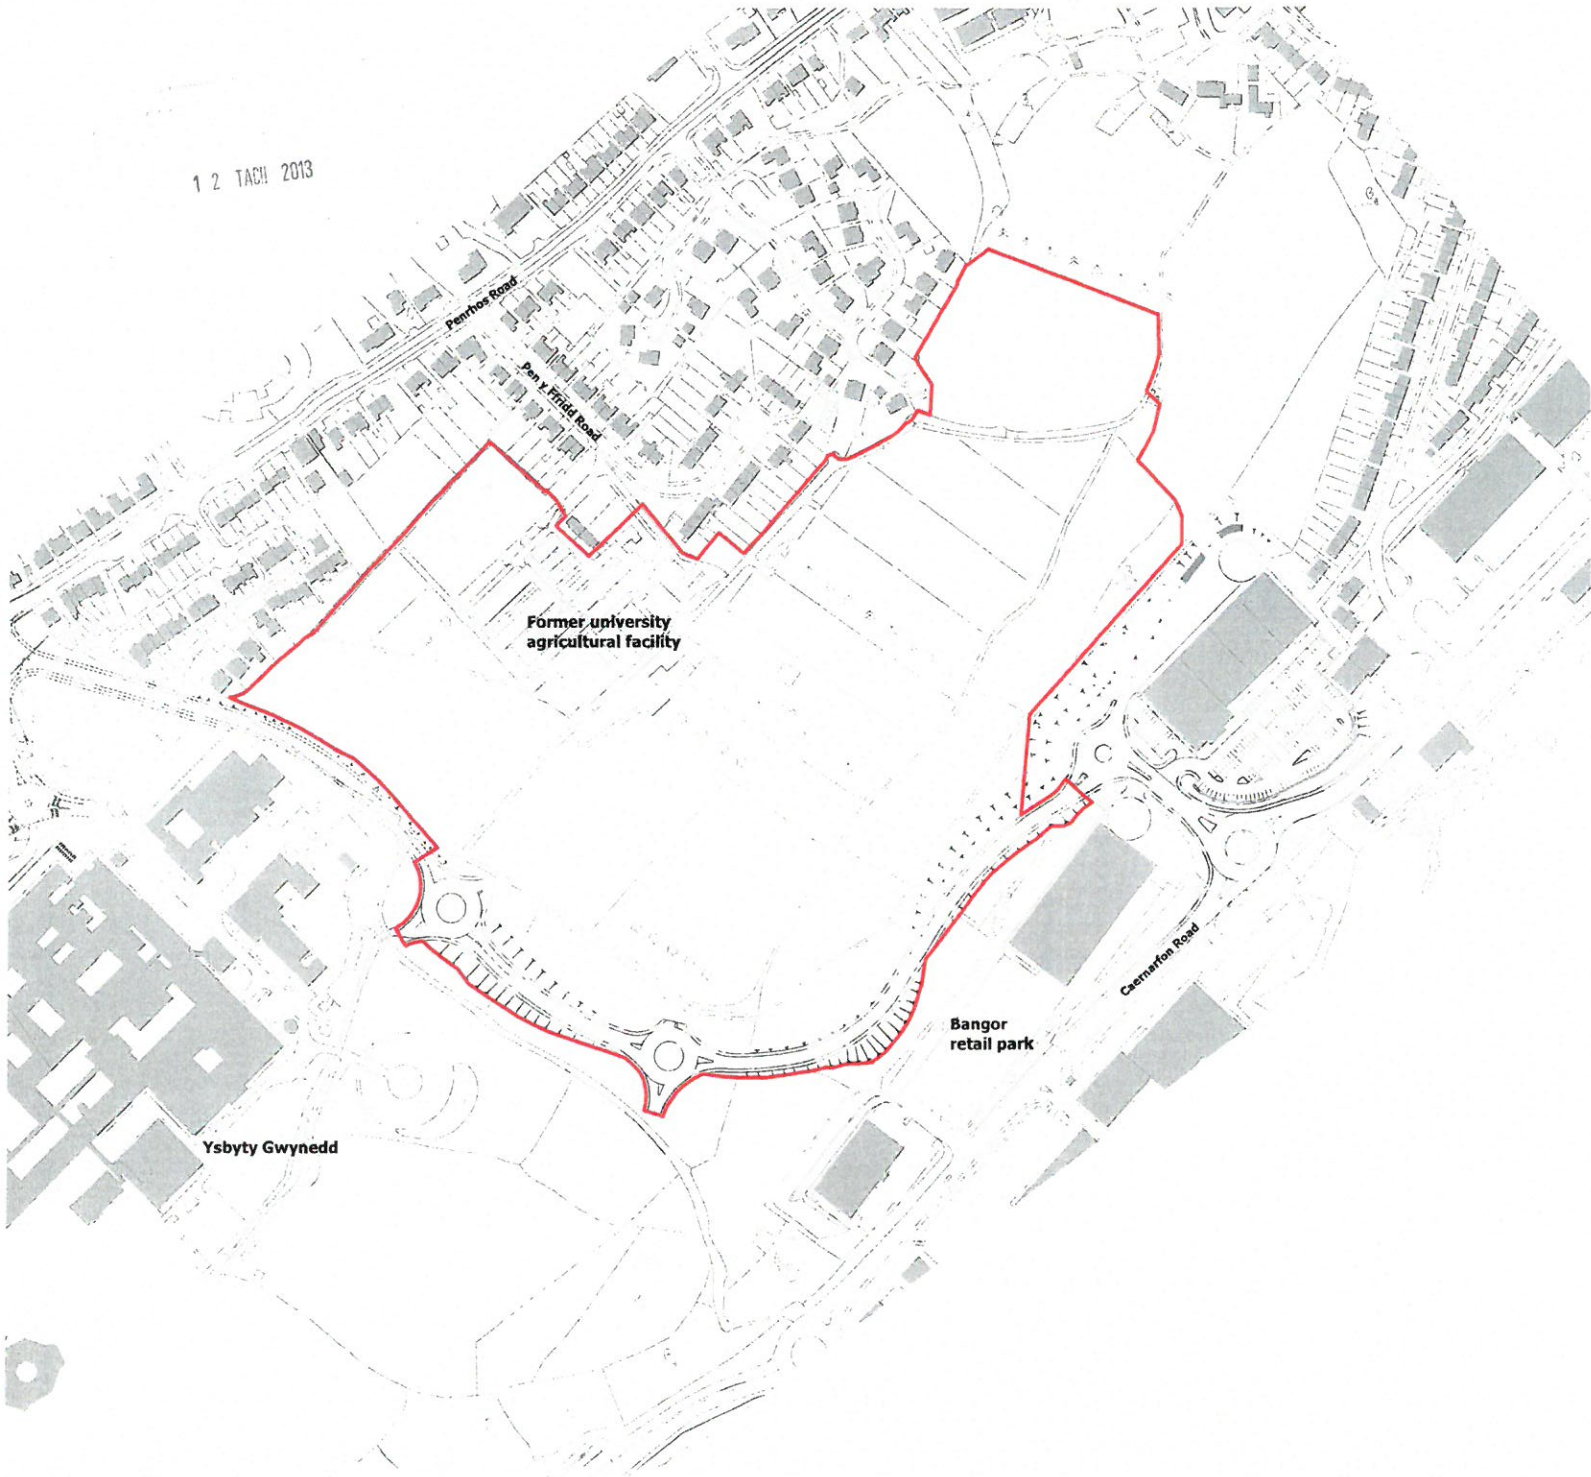 1 2 TACH 2013
Penrhos Road
Pen y Ffridd Road
Former university
agricultural facility
Caernarfon Road
Bangor
retail park
Ysbyty Gwynedd